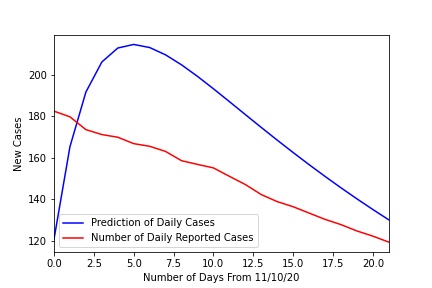 New Cases
200
180
160
140
120
Prediction of Daily Cases
Number of Daily Reported Cases
0.0 2.5 5.0 7.5 10.0 12.5 15.0 17.5 20.0
Number of Days From 11/10/20